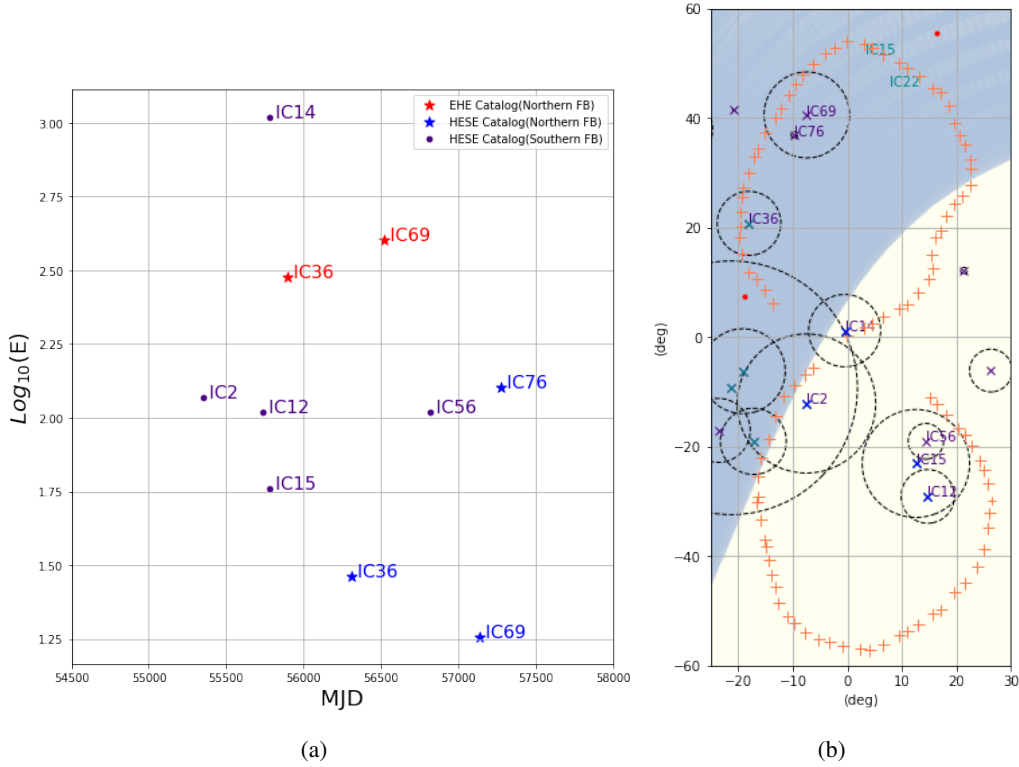 EHE Catalog(Northern FB)
HESE Catalog(Northern FB)
HESE Catalog(Southern FB)
IC14
IC69
IC36
IC2
IC12
IC56
IC76
IC15
IC36
IC69
3.00
2.75
2.50
2.25
2.00
1.75
1.50
1.25
Log10(E)
54500 55000 55500 56000 56500 57000 57500 58000
MJD
(a)
60
40
20
0
−20
−40
−60
(deg)
IC15
IC22
IC69
IC76
IC36
IC14
IC2
IC56
IC15
IC12
−20 −10 0 10 20 30
(deg)
(b)